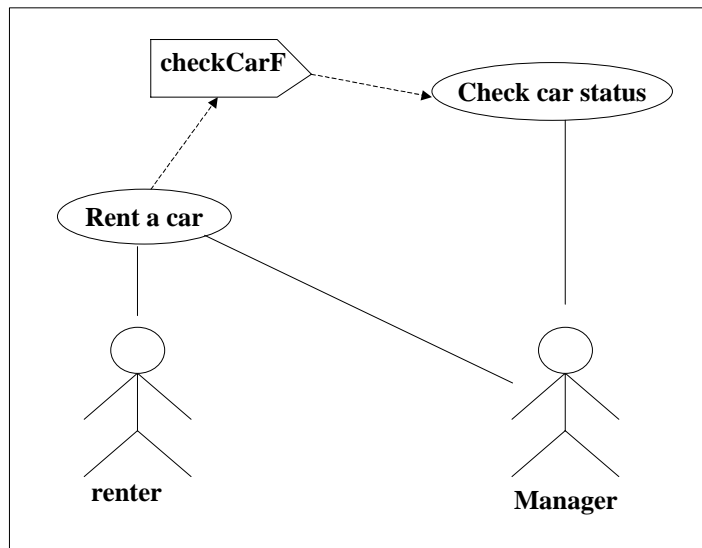 checkCarF
Check car status
Rent a car
renter
Manager